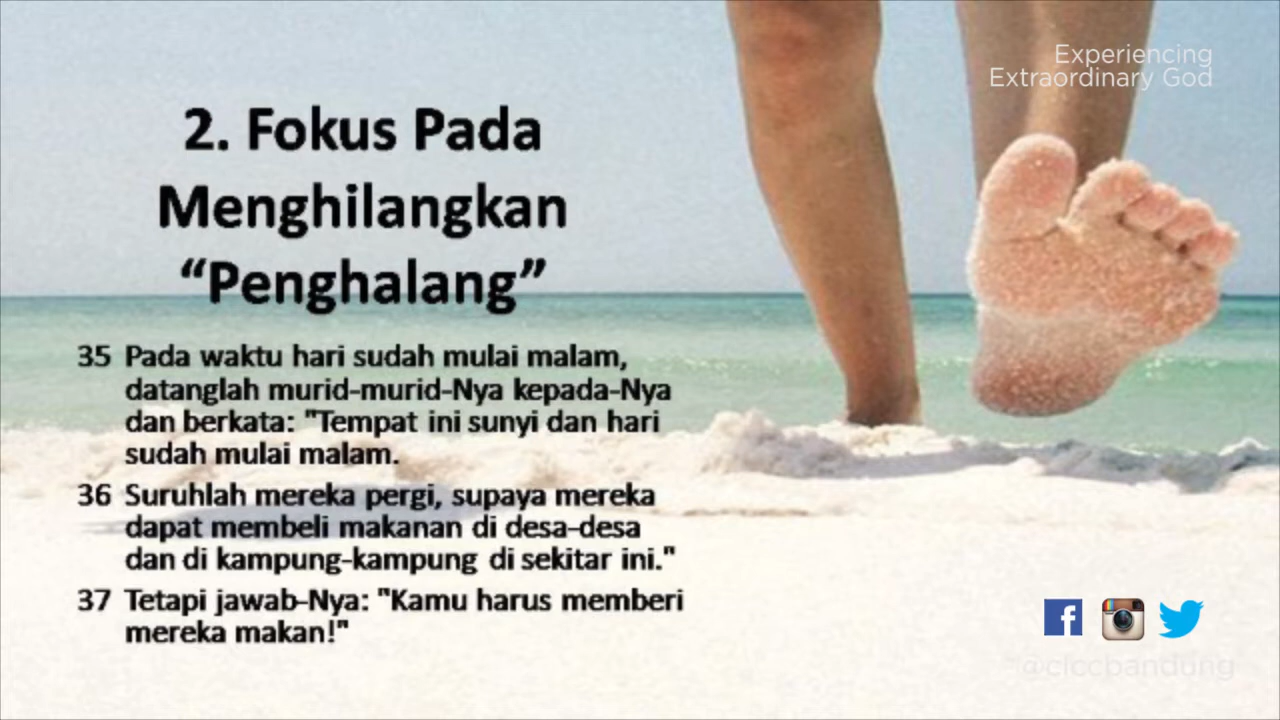 Experiencing
Extraordinary God
2. Fokus Pada
Menghilangkan
“Penghalang”
35 Pada waktu hari sudah mulai malam,
datanglah murid-murid-Nya kepada-Nya
dan berkata: "Tempat ini sunyi dan hari
sudah mulai malam.
36 Suruhlah mereka pergi, supaya mereka
dapat membeli makanan di desa-desa
dan di kampung-kampung di sekitar ini."
37 Tetapi jawab-Nya: "Kamu harus memberi
mereka makan!"
@clccbandung